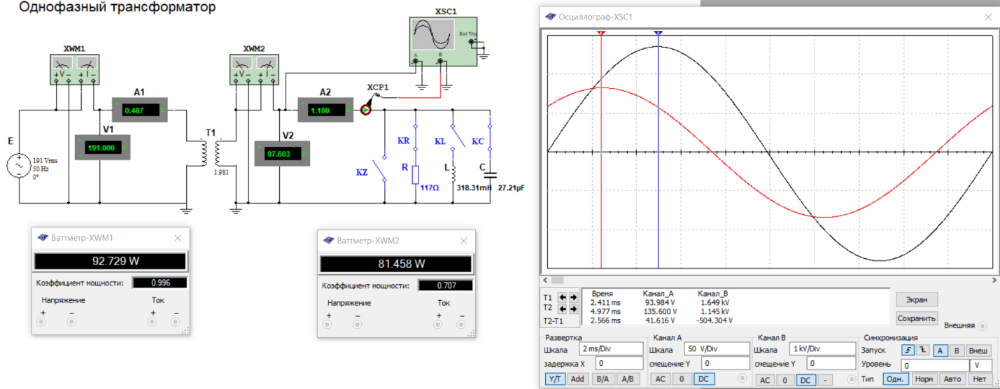 Однофазный трансформатор
XSC1
Ext Trig
A B
XWM1
+V- +I-
XWM2
+V- +I-
A1
0.487 A
A2
1.180
XCP1
V1
191.000 V
V2
97.603 V
E
191 Vrms
50 Hz
0°
T1
1.981
KZ
KR
KL
KC
R
117Ω
L
318.31mH
C
27.21µF
Ваттметр-XWM1
92.729 W
Коэффициент мощности: 0.996
Напряжение Ток
+ - + -
Ваттметр-XWM2
81.458 W
Коэффициент мощности: 0.707
Напряжение Ток
+ - + -
Осциллограф-XSC1
Время Канал_A Канал_B
T1 2.411 ms 93.984 V 1.649 kV
T2 4.977 ms 135.600 V 1.145 kV
T2-T1 2.566 ms 41.616 V -504.304 V
Экран
Сохранить
Внешняя
Развертка
Шкала 2 ms/Div
задержка X 0
Y/T Add B/A A/B
Канал A
Шкала 50 V/Div
смещение Y 0
AC 0 DC
Канал B
Шкала 1 kV/Div
смещение Y 0
AC 0 DC -
Синхронизация
Запуск A B Внеш
Уровень 0 V
Тип Одн. Норм Авто Нет